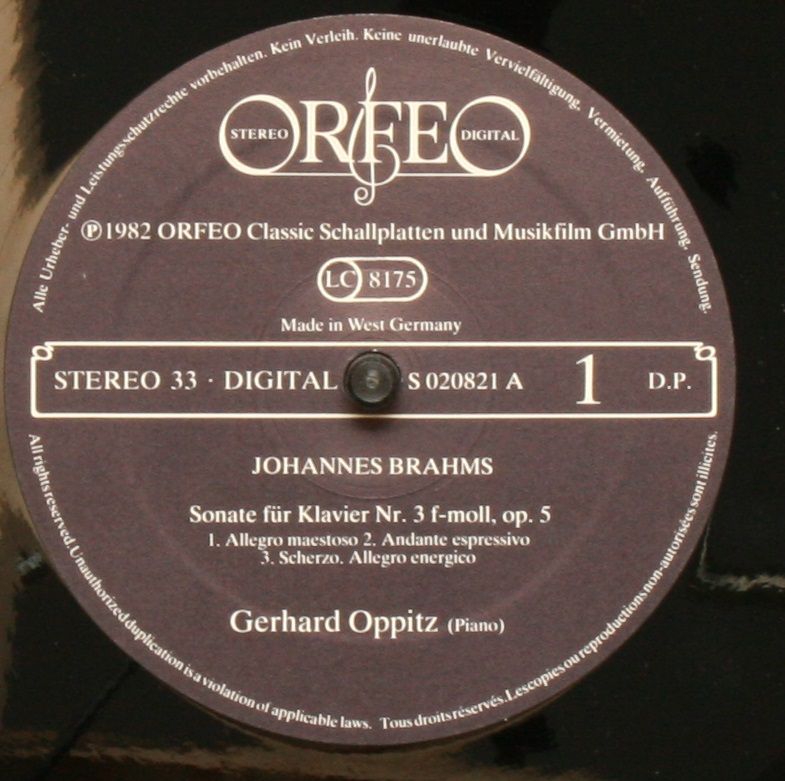 Alle Urheber- und Leistungsschutzrechte vorbehalten. Kein Verleih. Keine unerlaubte Vervielfältigung, Vermietung, Aufführung, Sendung.
ORFEO
STEREO DIGITAL
℗1982 ORFEO Classic Schallplatten und Musikfilm GmbH
LC 8175
Made in West Germany
STEREO 33 · DIGITAL S 020821 A 1 D.P.
JOHANNES BRAHMS
Sonate für Klavier Nr. 3 f-moll, op. 5
1. Allegro maestoso 2. Andante espressivo
3. Scherzo. Allegro energico
Gerhard Oppitz (Piano)
All rights reserved. Unauthorized duplication is a violation of applicable laws. Tous droits réservés. Les copies ou reproductions non-autorisées sont illicites.